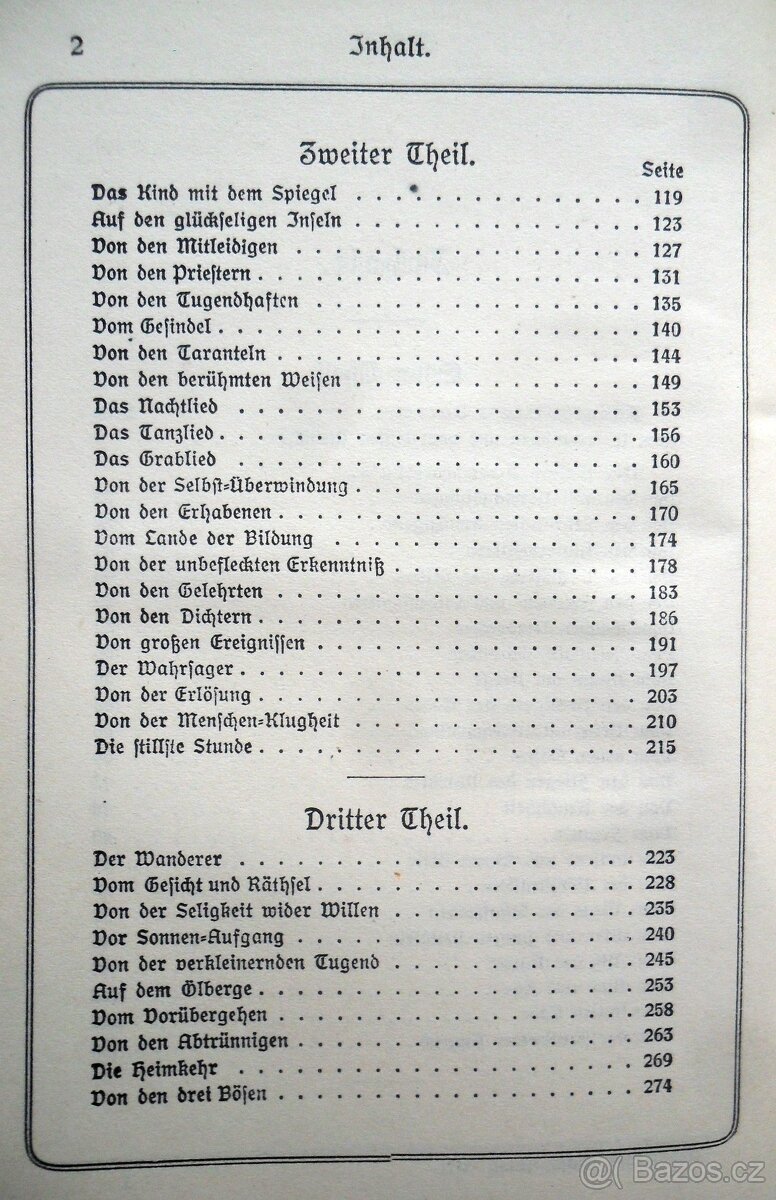 2 Inhalt.
Zweiter Theil.
Seite
Das Kind mit dem Spiegel . . . . . . . . . . . . . . . 119
Auf den glückseligen Inseln . . . . . . . . . . . . . . . 123
Von den Mitleidigen . . . . . . . . . . . . . . . . . . 127
Von den Priestern . . . . . . . . . . . . . . . . . . . . 131
Von den Tugendhaften . . . . . . . . . . . . . . . . . 135
Vom Gesindel . . . . . . . . . . . . . . . . . . . . . . 140
Von den Taranteln . . . . . . . . . . . . . . . . . . . 144
Von den berühmten Weisen . . . . . . . . . . . . . . . 149
Das Nachtlied . . . . . . . . . . . . . . . . . . . . . 153
Das Tanzlied . . . . . . . . . . . . . . . . . . . . . . 156
Das Grablied . . . . . . . . . . . . . . . . . . . . . 160
Von der Selbst-Überwindung . . . . . . . . . . . . . . . 165
Von den Erhabenen . . . . . . . . . . . . . . . . . . . 170
Vom Lande der Bildung . . . . . . . . . . . . . . . . 174
Von der unbefleckten Erkenntniß . . . . . . . . . . . . . 178
Von den Gelehrten . . . . . . . . . . . . . . . . . . . 183
Von den Dichtern . . . . . . . . . . . . . . . . . . . . 186
Von großen Ereignissen . . . . . . . . . . . . . . . . . 191
Der Wahrsager . . . . . . . . . . . . . . . . . . . . . 197
Von der Erlösung . . . . . . . . . . . . . . . . . . . . 203
Von der Menschen-Klugheit . . . . . . . . . . . . . . . 210
Die stillste Stunde . . . . . . . . . . . . . . . . . . . . 215
Dritter Theil.
Der Wanderer . . . . . . . . . . . . . . . . . . . . . 223
Vom Gesicht und Räthsel . . . . . . . . . . . . . . . . . 228
Von der Seligkeit wider Willen . . . . . . . . . . . . . 235
Vor Sonnen-Aufgang . . . . . . . . . . . . . . . . . . 240
Von der verkleinernden Tugend . . . . . . . . . . . . . 245
Auf dem Ölberge . . . . . . . . . . . . . . . . . . . . 253
Vom Vorübergehen . . . . . . . . . . . . . . . . . . . 258
Von den Abtrünnigen . . . . . . . . . . . . . . . . . . 263
Die Heimkehr . . . . . . . . . . . . . . . . . . . . . 269
Von den drei Bösen . . . . . . . . . . . . . . . . . . . 274
@( Bazos.cz